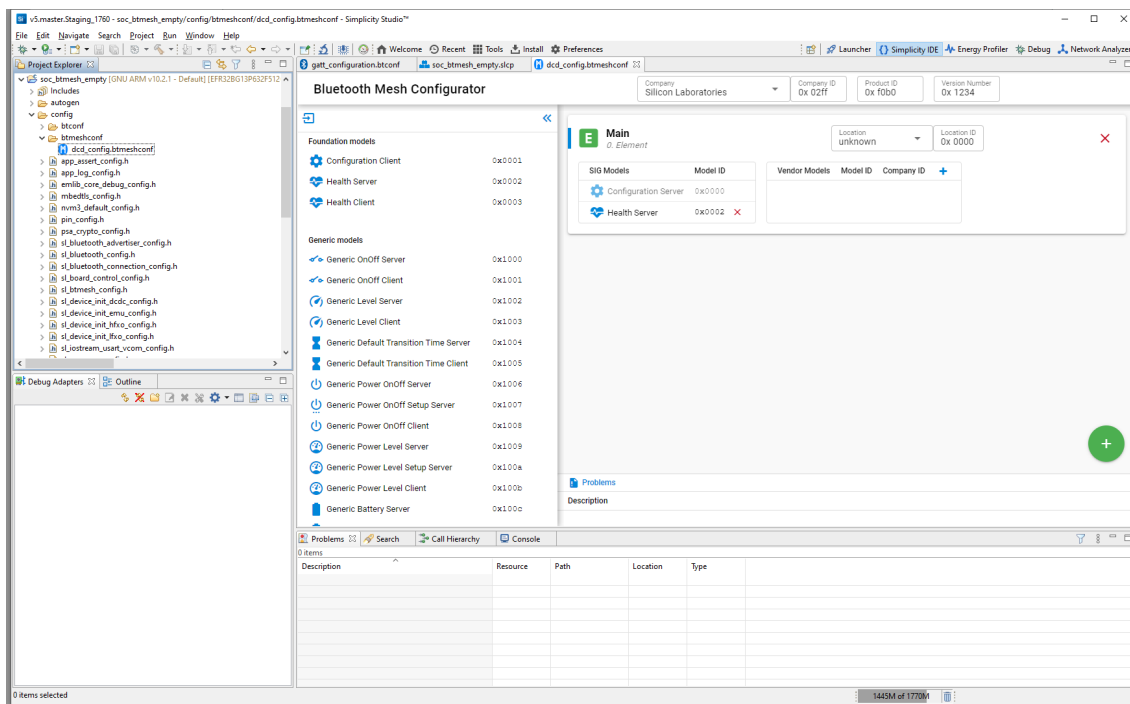 v5.master.Staging_1760 - soc_btmesh_empty/config/btmeshconf/dcd_config.btmeshconf - Simplicity Studio™
File Edit Navigate Search Project Run Window Help
Welcome Recent Tools Install Preferences Launcher {} Simplicity IDE Energy Profiler Debug Network Analyzer
Project Explorer
gatt_configuration.btconf soc_btmesh_empty.slcp dcd_config.btmeshconf
soc_btmesh_empty [GNU ARM v10.2.1 - Default] [EFR32BG13P632F512
Includes
autogen
config
btconf
btmeshconf
dcd_config.btmeshconf
app_assert_config.h
app_log_config.h
emlib_core_debug_config.h
mbedtls_config.h
nvm3_default_config.h
pin_config.h
psa_crypto_config.h
sl_bluetooth_advertiser_config.h
sl_bluetooth_config.h
sl_bluetooth_connection_config.h
sl_board_control_config.h
sl_btmesh_config.h
sl_device_init_dcdc_config.h
sl_device_init_emu_config.h
sl_device_init_hfxo_config.h
sl_device_init_lfxo_config.h
sl_iostream_usart_vcom_config.h
Debug Adapters Outline
Bluetooth Mesh Configurator
Company
Silicon Laboratories
Company ID
0x 02ff
Product ID
0x f0b0
Version Number
0x 1234
Foundation models
Configuration Client 0x0001
Health Server 0x0002
Health Client 0x0003
Generic models
Generic OnOff Server 0x1000
Generic OnOff Client 0x1001
Generic Level Server 0x1002
Generic Level Client 0x1003
Generic Default Transition Time Server 0x1004
Generic Default Transition Time Client 0x1005
Generic Power OnOff Server 0x1006
Generic Power OnOff Setup Server 0x1007
Generic Power OnOff Client 0x1008
Generic Power Level Server 0x1009
Generic Power Level Setup Server 0x100a
Generic Power Level Client 0x100b
Generic Battery Server 0x100c
E Main
0. Element
Location
unknown
Location ID
0x 0000
SIG Models Model ID
Configuration Server 0x0000
Health Server 0x0002
Vendor Models Model ID Company ID +
Problems
Description
Problems Search Call Hierarchy Console
0 items
Description Resource Path Location Type
0 items selected
1445M of 1770M